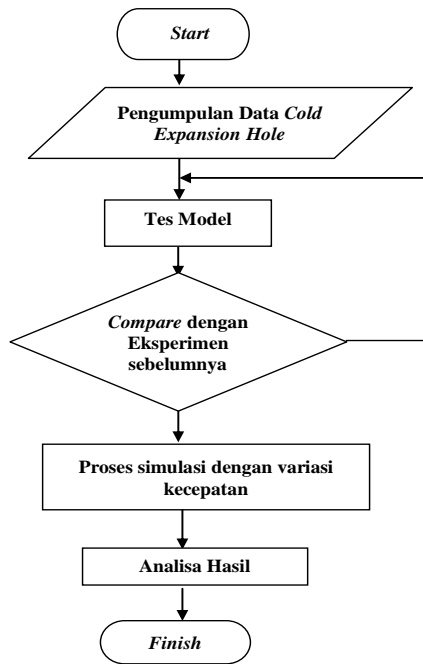 Start
Pengumpulan Data Cold
Expansion Hole
Tes Model
Compare dengan
Eksperimen
sebelumnya
Proses simulasi dengan variasi
kecepatan
Analisa Hasil
Finish